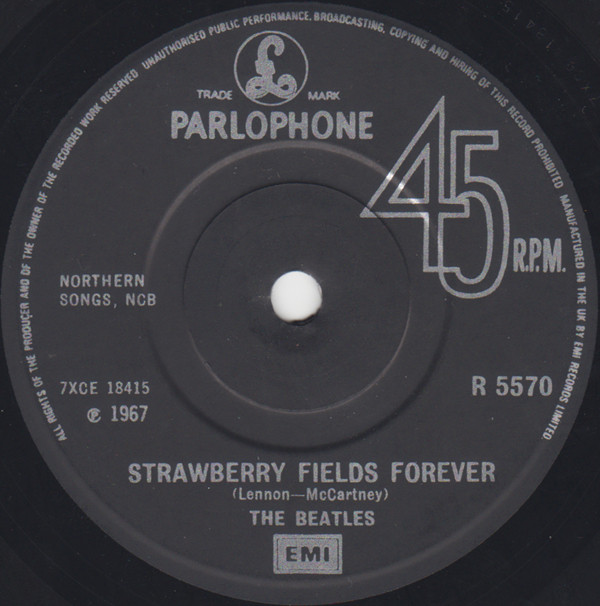 ALL RIGHTS OF THE PRODUCER AND OF THE OWNER OF THE RECORDED WORK RESERVED. UNAUTHORISED PUBLIC PERFORMANCE, BROADCASTING, COPYING AND HIRING OF THIS RECORD PROHIBITED. MANUFACTURED IN THE UK BY EMI RECORDS LIMITED.
£
TRADE MARK
PARLOPHONE
45
R.P.M.
NORTHERN
SONGS, NCB
7XCE 18415
R 5570
℗ 1967
STRAWBERRY FIELDS FOREVER
(Lennon—McCartney)
THE BEATLES
EMI